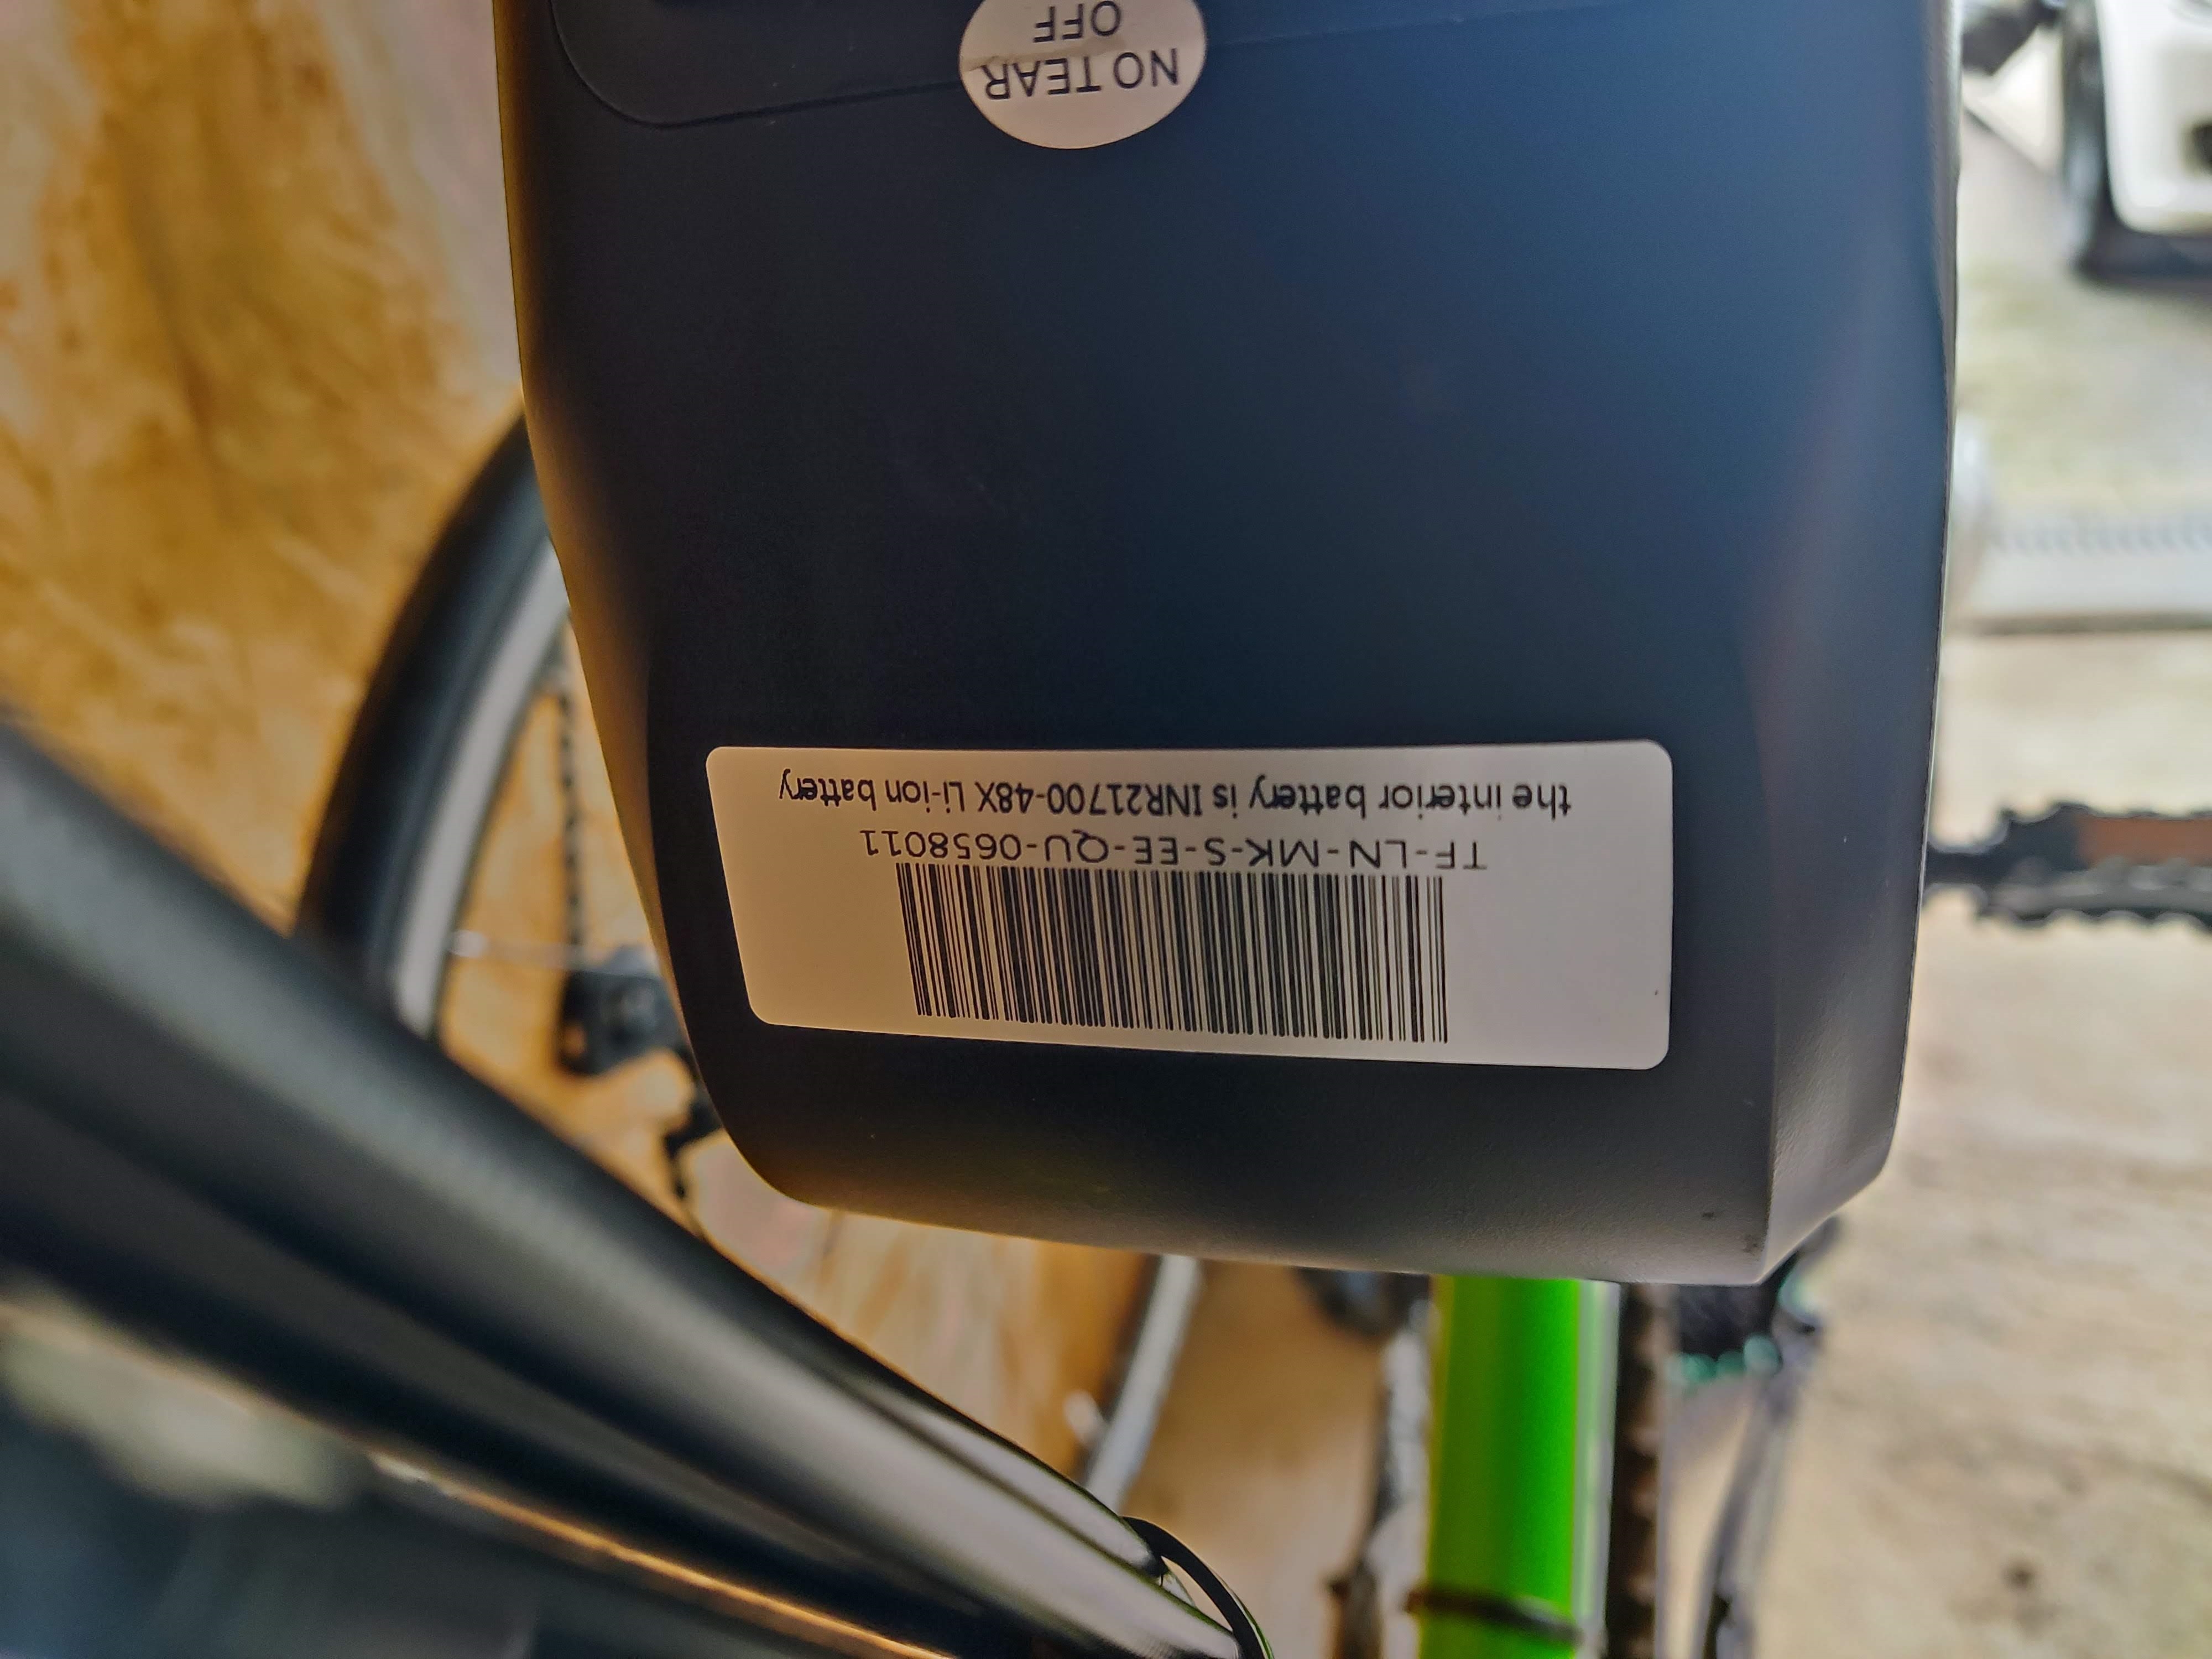 TF-LN-MK-S-EE-QU-0658011
the interior battery is INR21700-48X Li-ion battery
NO TEAR
OFF